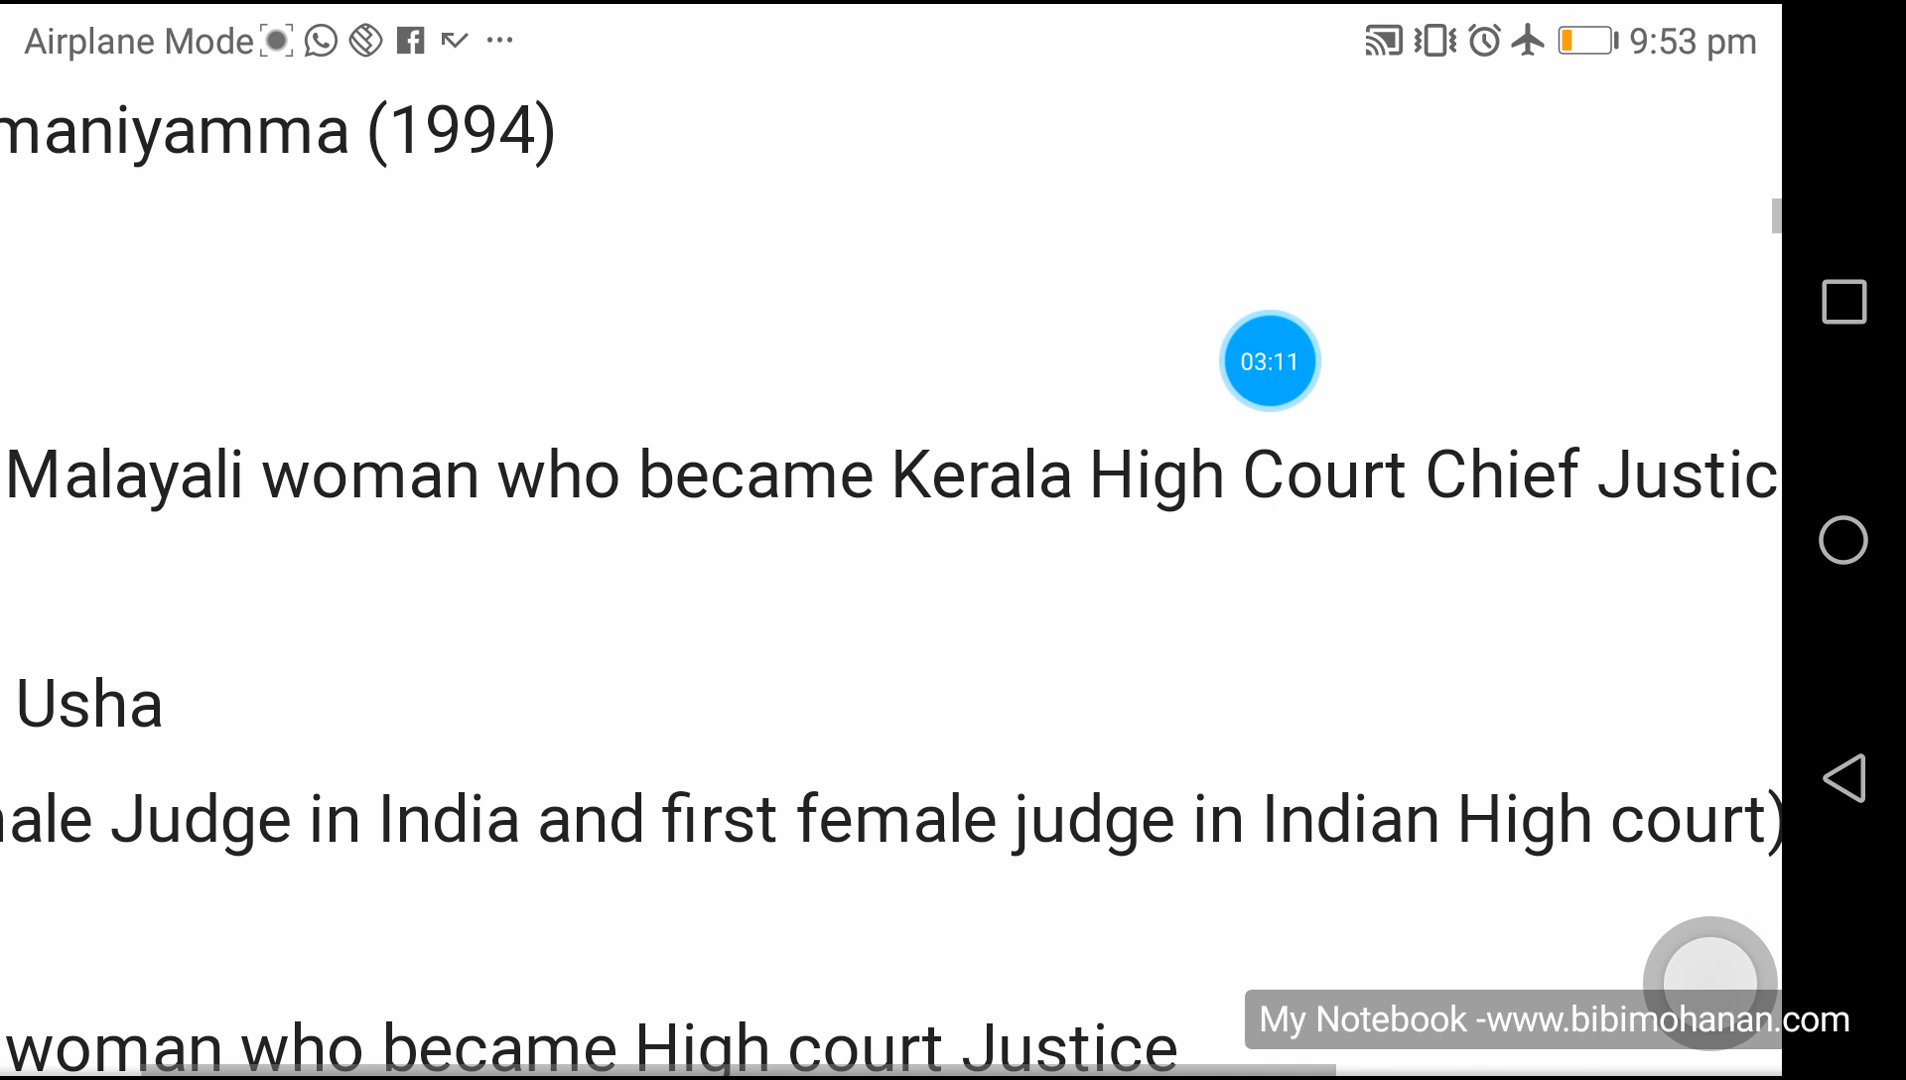 Airplane Mode 9:53 pm
maniyamma (1994)
03:11
Malayali woman who became Kerala High Court Chief Justic
Usha
ale Judge in India and first female judge in Indian High court)
My Notebook -www.bibimohanan.com
woman who became High court Justice